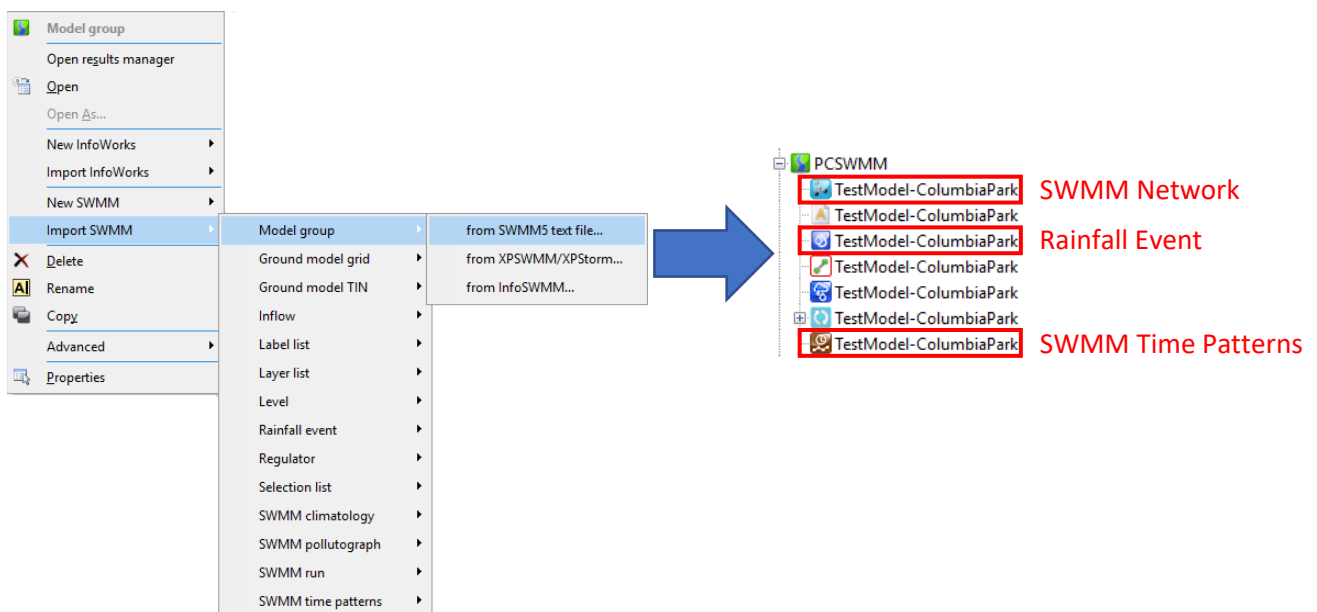 Model group
Open results manager
Open
Open As...
New InfoWorks
Import InfoWorks
New SWMM
Import SWMM
Delete
Rename
Copy
Advanced
Properties
Model group
Ground model grid
Ground model TIN
Inflow
Label list
Layer list
Level
Rainfall event
Regulator
Selection list
SWMM climatology
SWMM pollutograph
SWMM run
SWMM time patterns
from SWMM5 text file...
from XPSWMM/XPStorm...
from InfoSWMM...
PCSWMM
TestModel-ColumbiaPark SWMM Network
TestModel-ColumbiaPark
TestModel-ColumbiaPark Rainfall Event
TestModel-ColumbiaPark
TestModel-ColumbiaPark
TestModel-ColumbiaPark
TestModel-ColumbiaPark SWMM Time Patterns